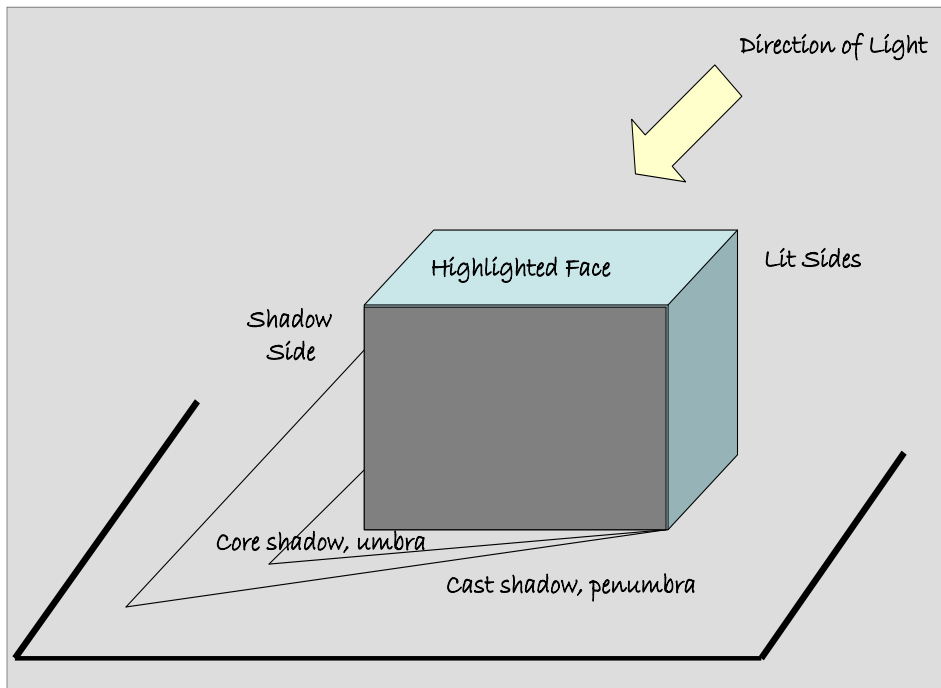 Direction of Light
Lit Sides
Highlighted Face
Shadow
Side
Core shadow, umbra
Cast shadow, penumbra